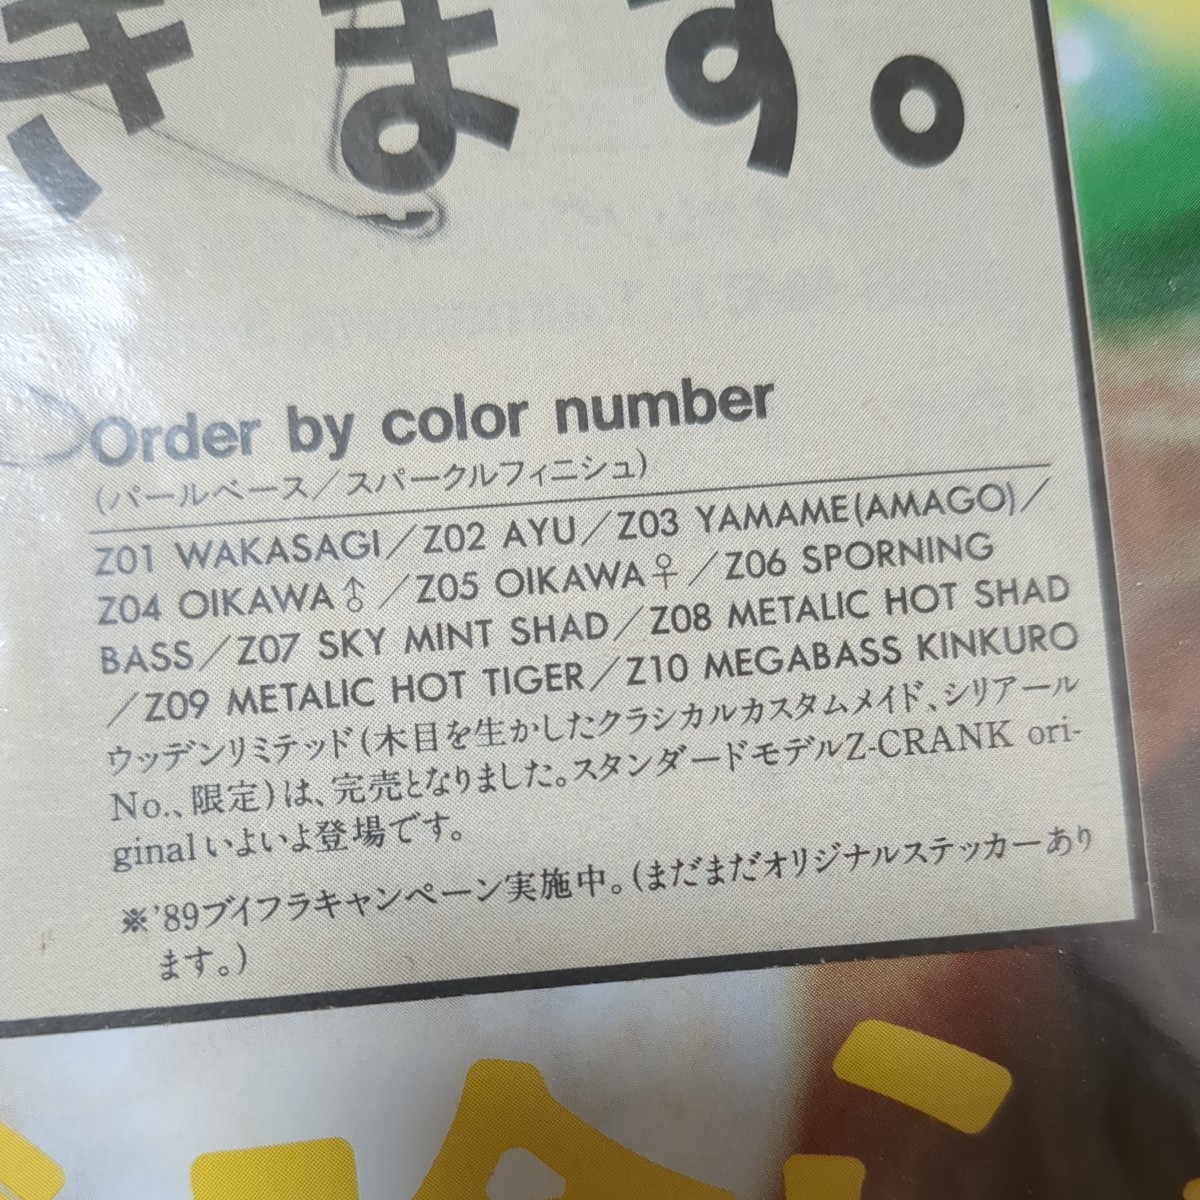 きます。
Order by color number
(パールベース／スパークルフィニシュ)
Z01 WAKASAGI／Z02 AYU／Z03 YAMAME(AMAGO)／
Z04 OIKAWA♂／Z05 OIKAWA♀／Z06 SPORNING
BASS／Z07 SKY MINT SHAD／Z08 METALIC HOT SHAD
／Z09 METALIC HOT TIGER／Z10 MEGABASS KINKURO
ウッデンリミテッド(木目を生かしたクラシカルカスタムメイド、シリアール
No.、限定)は、完売となりました。スタンダードモデルZ-CRANK ori-
ginalいよいよ登場です。
※'89ブイフラキャンペーン実施中。(まだまだオリジナルステッカーあり
ます。)